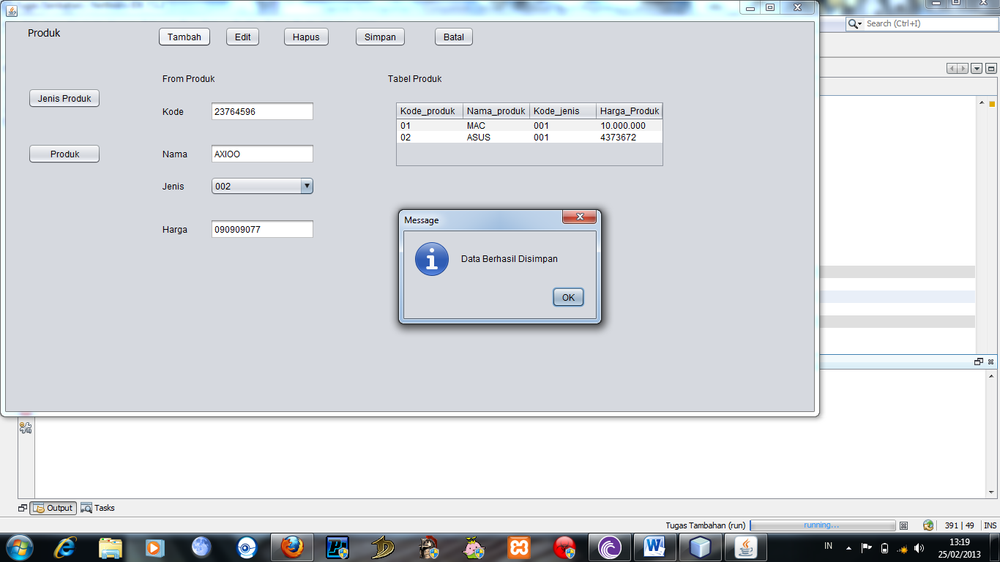 Search (Ctrl+I)
Produk
Tambah
Edit
Hapus
Simpan
Batal
From Produk
Tabel Produk
Jenis Produk
Kode
23764596
Kode_produk Nama_produk Kode_jenis Harga_Produk
01 MAC 001 10.000.000
02 ASUS 001 4373672
Produk
Nama
AXIOO
Jenis
002
Harga
090909077
Message
Data Berhasil Disimpan
OK
Output
Tasks
Tugas Tambahan (run)
running...
391 | 49
INS
IN
13:19
25/02/2013